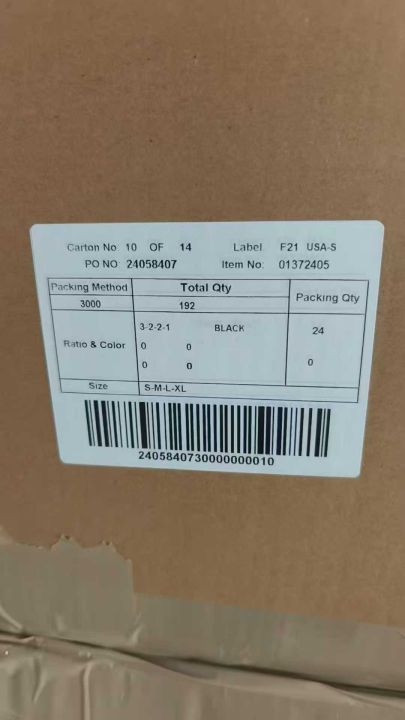 Carton No 10 OF 14 Label F21 USA-S
PO NO 24058407 Item No: 01372405
Packing Method Total Qty Packing Qty
3000 192
Ratio & Color 3-2-2-1 BLACK 24
0 0
0 0 0
Size S-M-L-XL
2405840730000000010